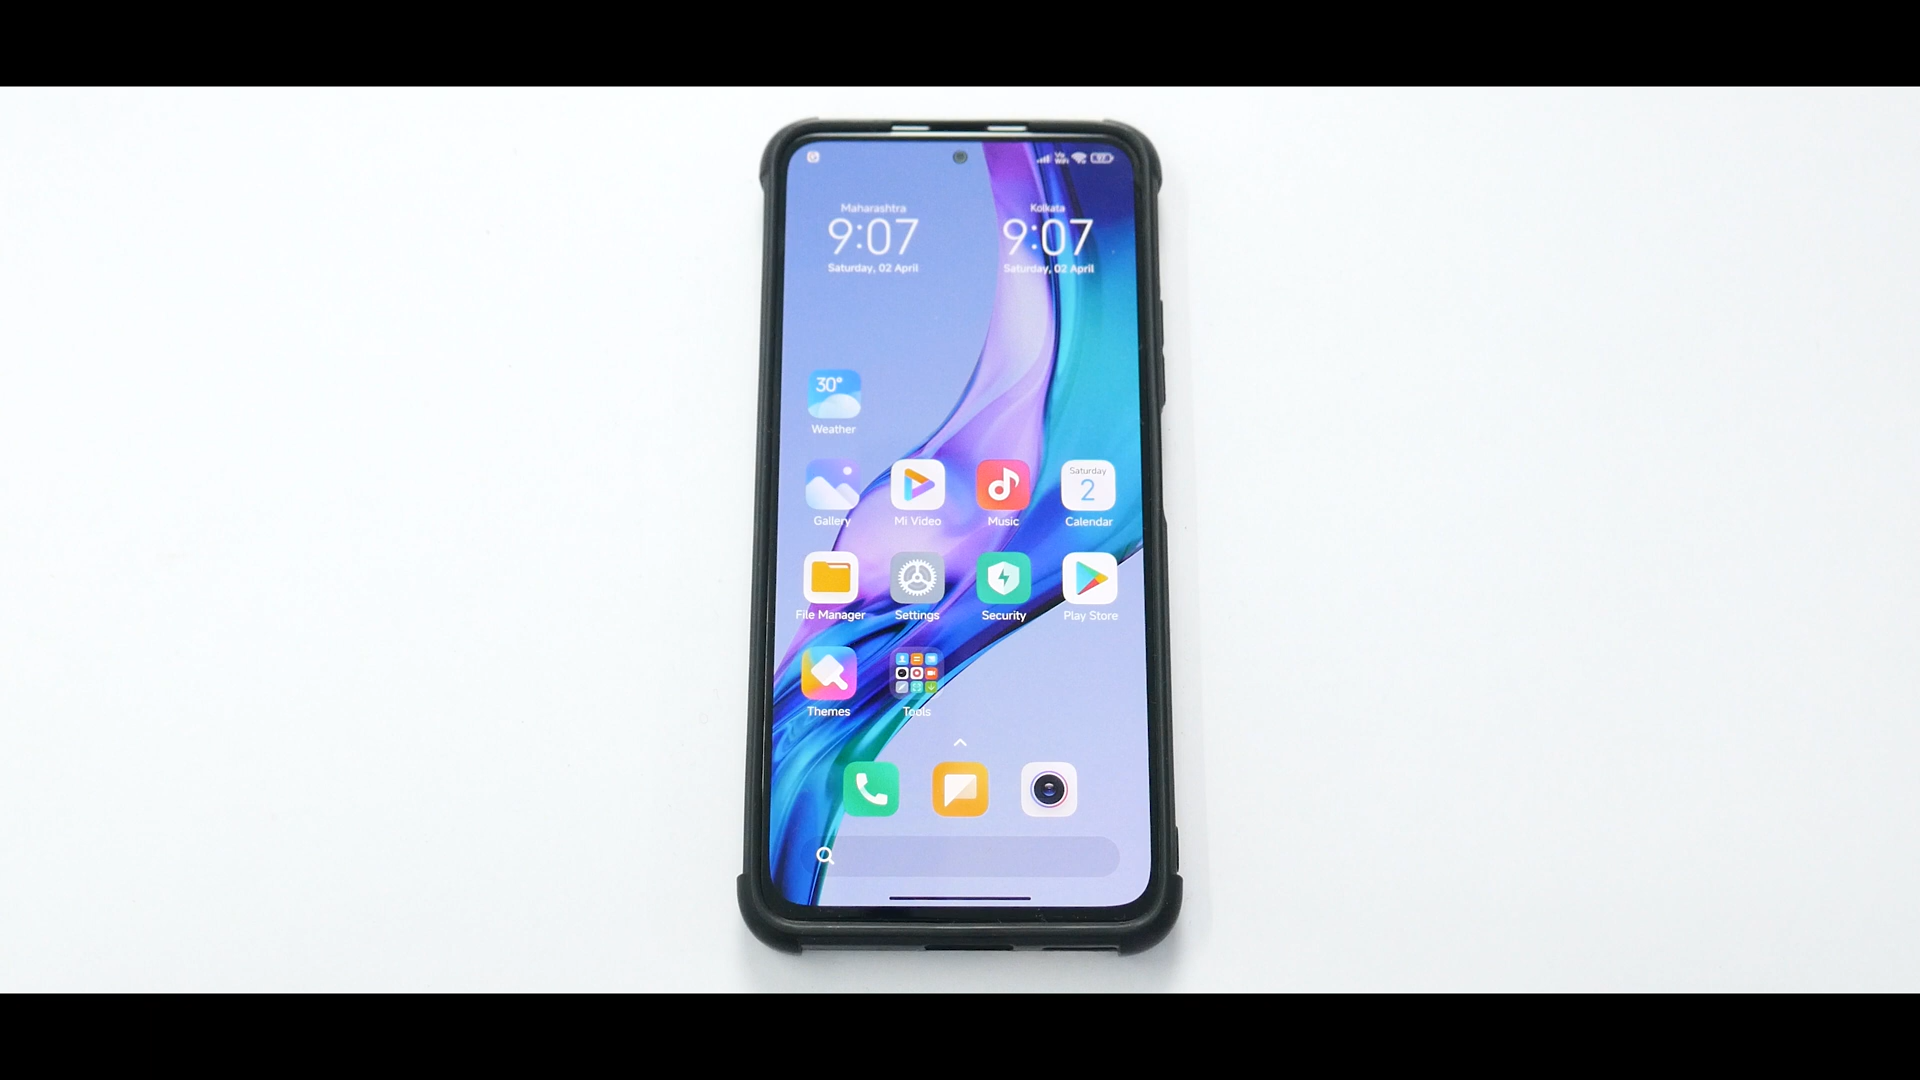 Maharashtra
9:07
Saturday, 02 April
Kolkata
9:07
Saturday, 02 April
30°
Weather
Gallery
Mi Video
Music
Saturday
2
Calendar
File Manager
Settings
Security
Play Store
Themes
Tools